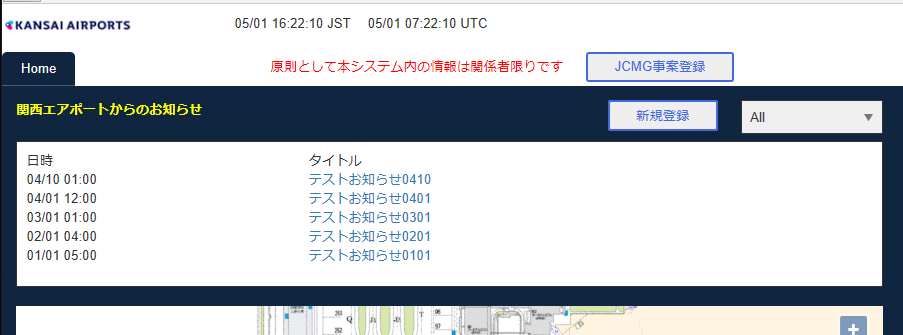 KANSAI AIRPORTS 05/01 16:22:10 JST 05/01 07:22:10 UTC
Home 原則として本システム内の情報は関係者限りです JCMG事案登録
関西エアポートからのお知らせ 新規登録 All
日時 タイトル
04/10 01:00 テストお知らせ0410
04/01 12:00 テストお知らせ0401
03/01 01:00 テストお知らせ0301
02/01 04:00 テストお知らせ0201
01/01 05:00 テストお知らせ0101
251 96
Q
252 97
+